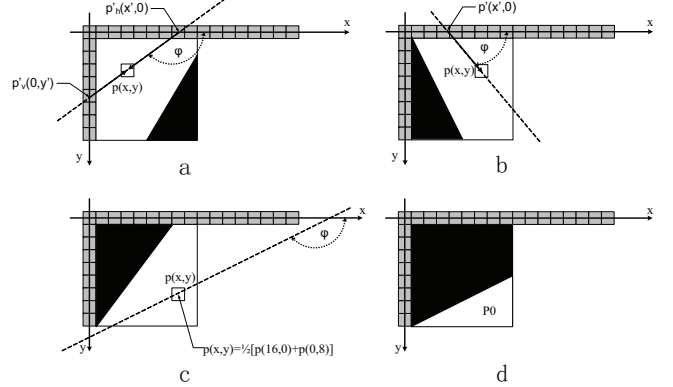 p'ₕ(x',0)
x
φ
p'ᵥ(0,y')
p(x,y)
y
a
p'(x',0)
x
φ
p(x,y)
y
b
x
φ
p(x,y)
p(x,y)=½[p(16,0)+p(0,8)]
y
c
x
P0
y
d